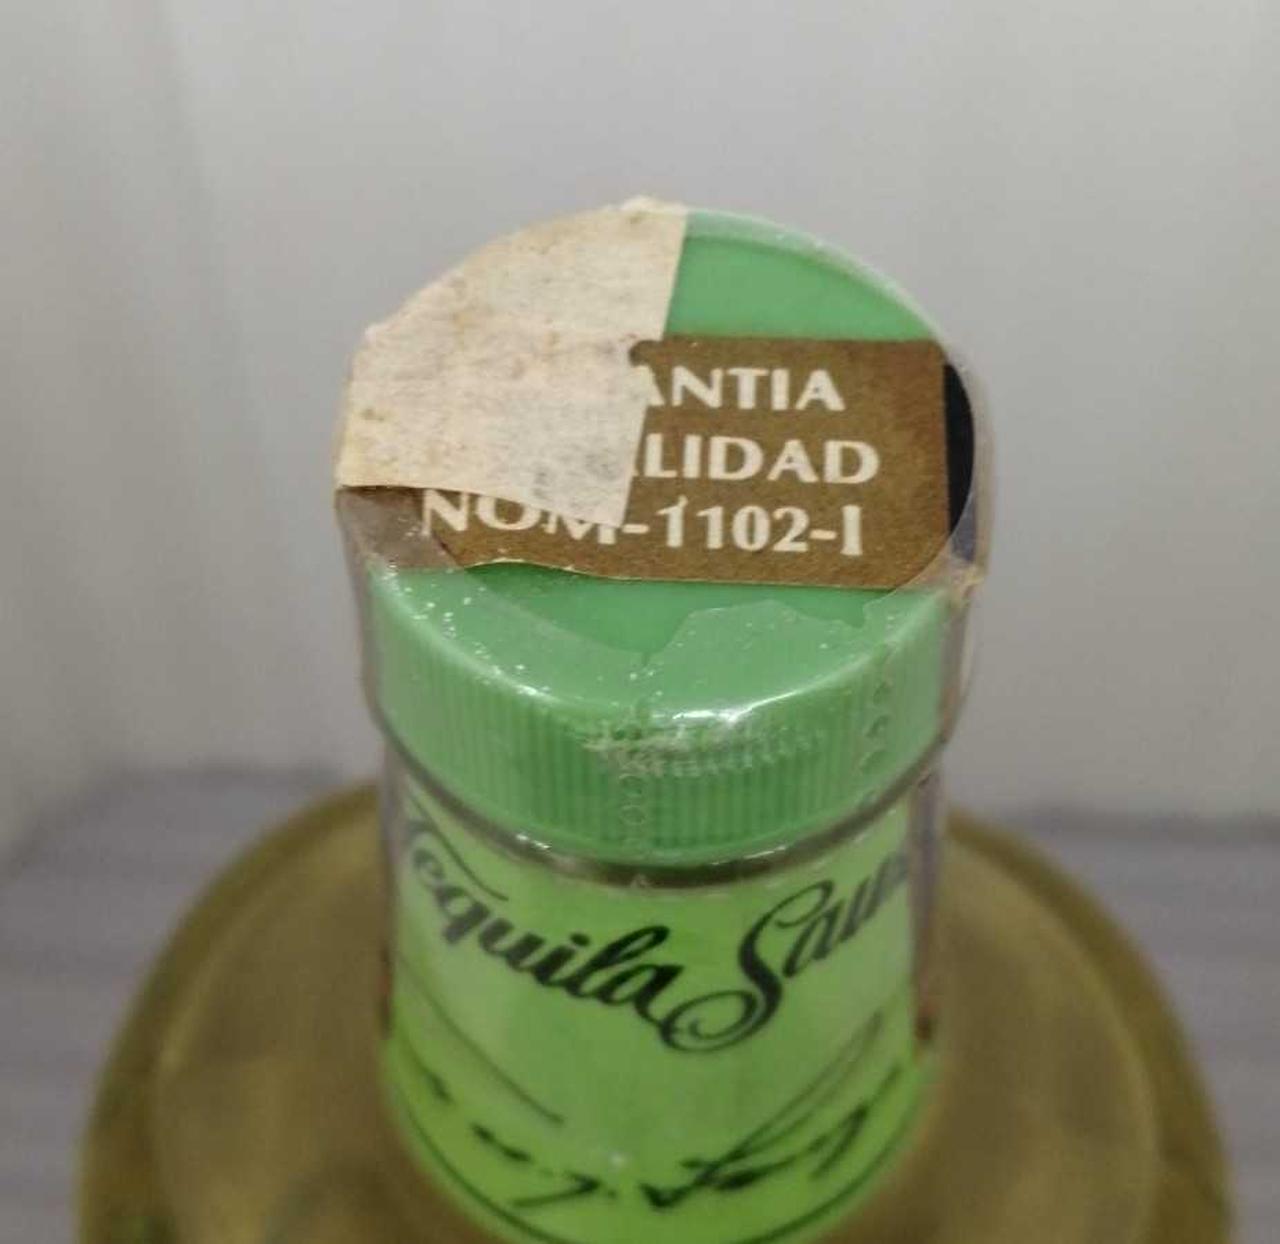 ANTIA
LIDAD
NOM-1102-I
Tequila Sau